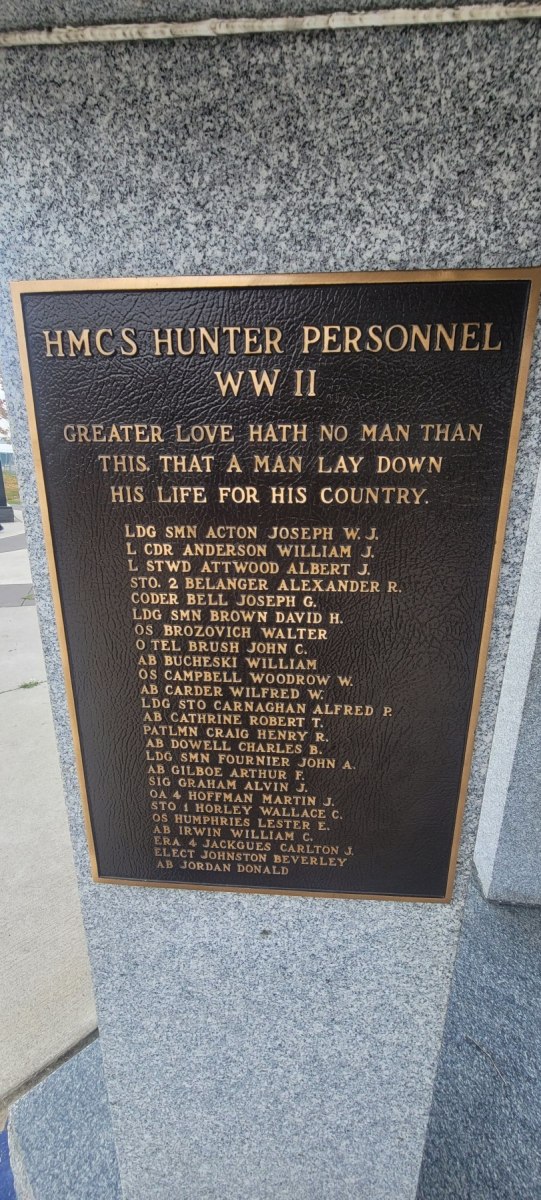 HMCS HUNTER PERSONNEL
WW II
GREATER LOVE HATH NO MAN THAN
THIS, THAT A MAN LAY DOWN
HIS LIFE FOR HIS COUNTRY.
LDG SMN ACTON JOSEPH W. J.
L CDR ANDERSON WILLIAM J.
L STWD ATTWOOD ALBERT J.
STO. 2 BELANGER ALEXANDER R.
CODER BELL JOSEPH G.
LDG SMN BROWN DAVID H.
OS BROZOVICH WALTER
O TEL BRUSH JOHN C.
AB BUCHESKI WILLIAM
OS CAMPBELL WOODROW W.
AB CARDER WILFRED W.
LDG STO CARNAGHAN ALFRED P.
AB CATHRINE ROBERT T.
PATLMN CRAIG HENRY R.
AB DOWELL CHARLES B.
LDG SMN FOURNIER JOHN A.
AB GILBOE ARTHUR F.
SIG GRAHAM ALVIN J.
OA 4 HOFFMAN MARTIN J.
STO 1 HORLEY WALLACE C.
OS HUMPHRIES LESTER E.
AB IRWIN WILLIAM C.
ERA 4 JACKGUES CARLTON J.
ELECT JOHNSTON BEVERLEY
AB JORDAN DONALD